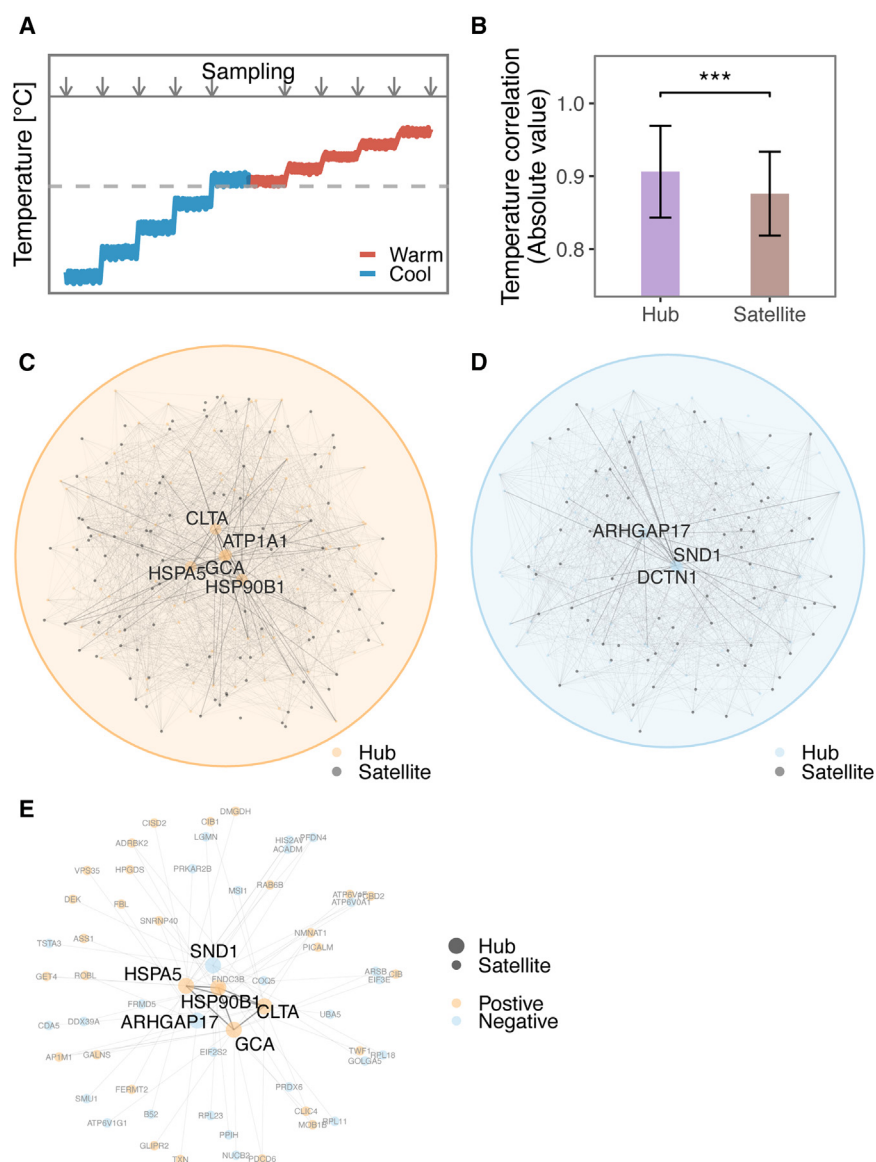 A
Sampling
Temperature [°C]
Warm
Cool
B
Temperature correlation
(Absolute value)
1.0
0.9
0.8
***
Hub
Satellite
C
CLTA
ATP1A1
HSPA5
GCA
HSP90B1
Hub
Satellite
D
ARHGAP17
SND1
DCTN1
Hub
Satellite
E
DMGDH
CISD2
CIB1
LGMN
HIS2AV
PFDN4
ADRBK2
ACADM
VPS35
HPGDS
PRKAR2B
RAB6B
MSI1
DEK
FBL
ATP6V0A1
SNRNP40
NMNAT1
PICALM
TSTA3
ASS1
SND1
HSPA5
GET4
FNDC3B
COQ5
ARSB
EIF3E
HSP90B1
FRMD5
CLTA
UBA5
DDX39A
ARHGAP17
GCA
AP1M1
GALNS
EIF2S2
TWF1
RPL18
GOLGA5
FERMT2
PRDX6
SMU1
CLIC4
ATP6V1G1
RPL23
MOB1B
RPL11
PPIH
GLIPR2
TXN
NUCB2
PDCD6
Hub
Satellite
Postive
Negative